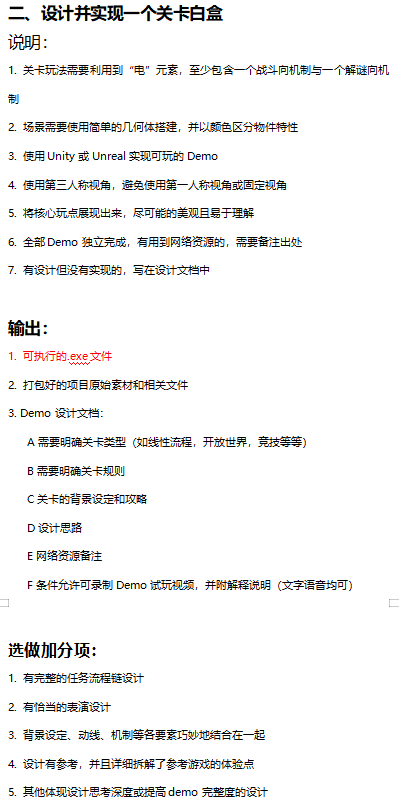 二、设计并实现一个关卡白盒
说明：
1. 关卡玩法需要利用到“电”元素，至少包含一个战斗向机制与一个解谜向机
制
2. 场景需要使用简单的几何体搭建，并以颜色区分物件特性
3. 使用 Unity 或 Unreal 实现可玩的 Demo
4. 使用第三人称视角，避免使用第一人称视角或固定视角
5. 将核心玩点展现出来，尽可能的美观且易于理解
6. 全部 Demo 独立完成，有用到网络资源的，需要备注出处
7. 有设计但没有实现的，写在设计文档中
输出：
1. 可执行的.exe 文件
2. 打包好的项目原始素材和相关文件
3. Demo 设计文档：
A 需要明确关卡类型（如线性流程，开放世界，竞技等等）
B 需要明确关卡规则
C 关卡的背景设定和攻略
D 设计思路
E 网络资源备注
F 条件允许可录制 Demo 试玩视频，并附解释说明（文字语音均可）
选做加分项：
1. 有完整的任务流程链设计
2. 有恰当的表演设计
3. 背景设定、动线、机制等各要素巧妙地结合在一起
4. 设计有参考，并且详细拆解了参考游戏的体验点
5. 其他体现设计思考深度或提高 demo 完整度的设计